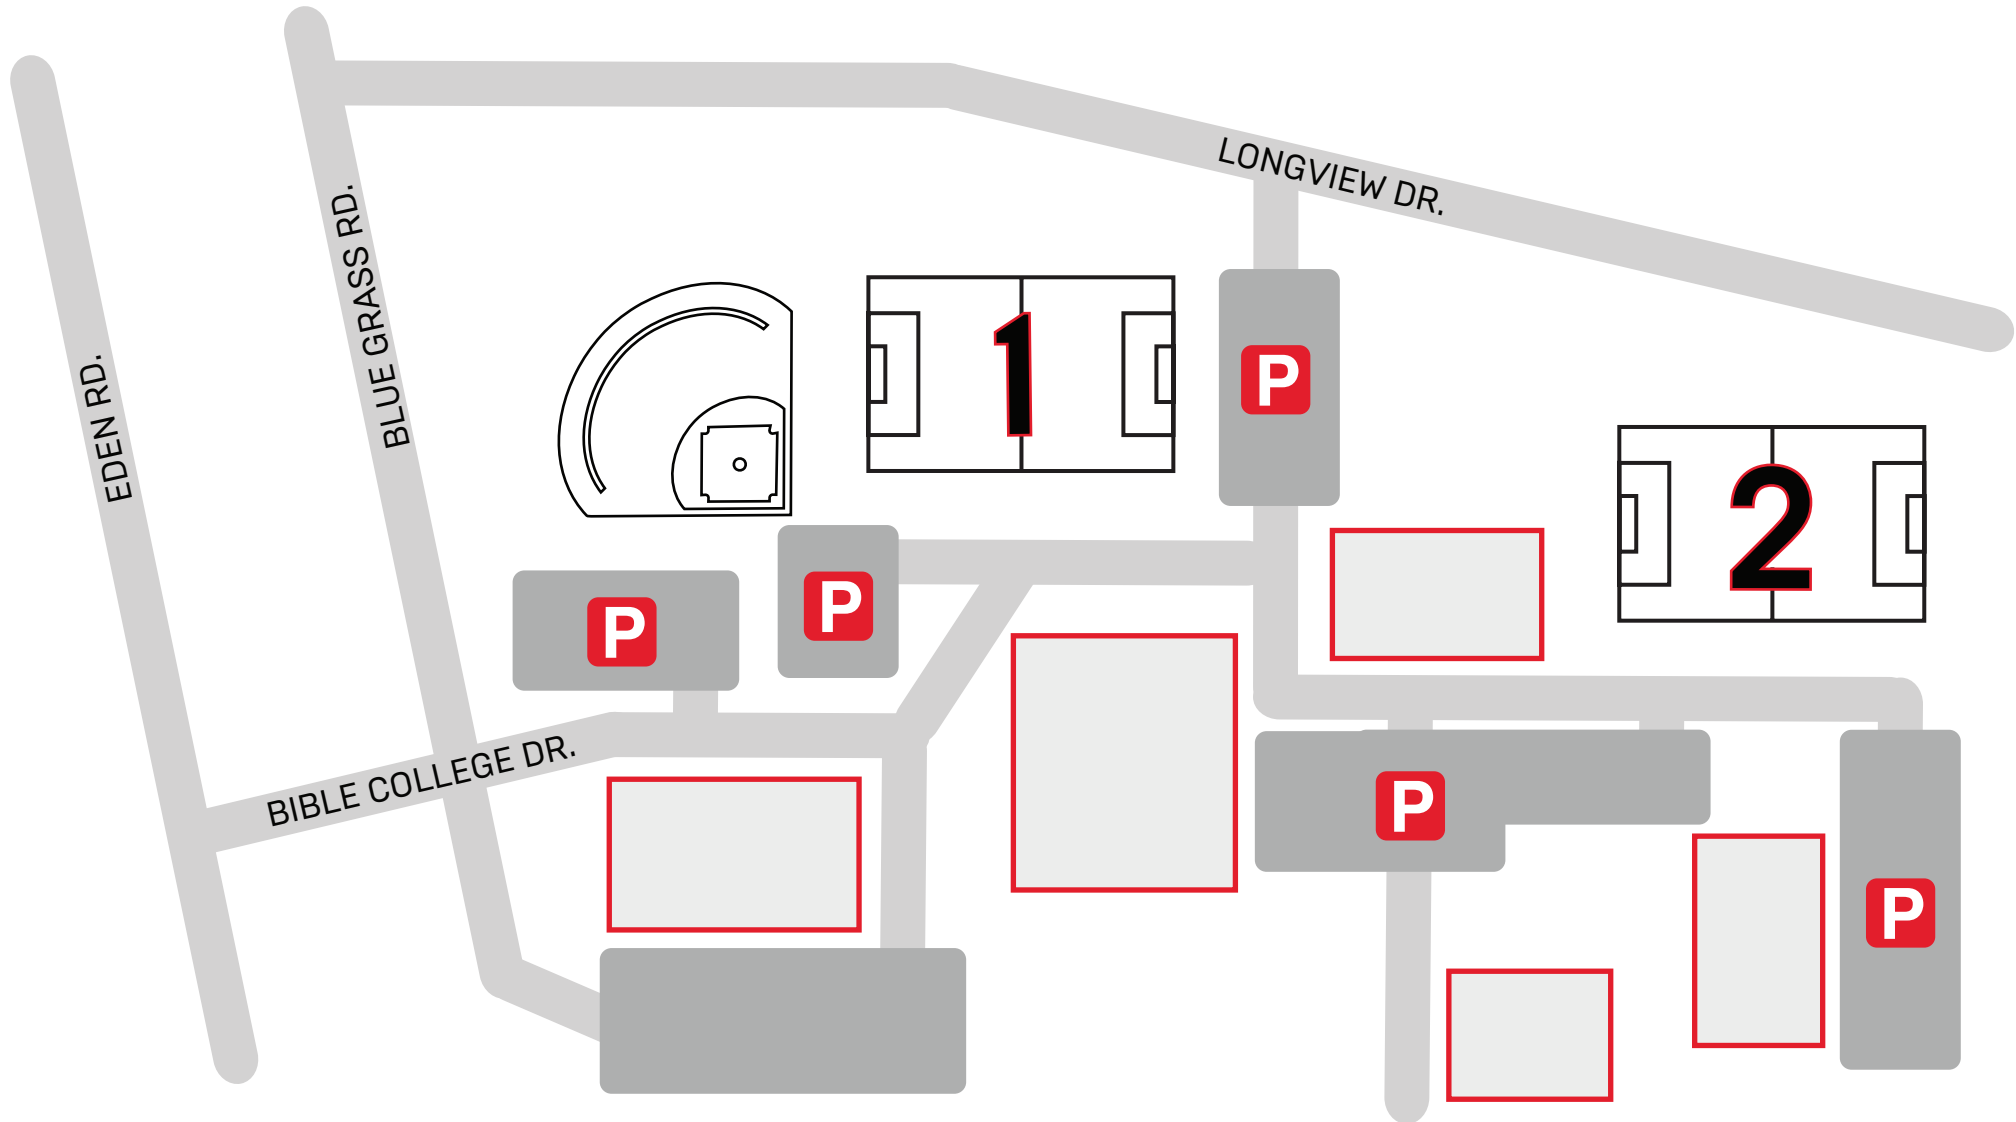 LONGVIEW DR.
BLUE GRASS RD.
EDEN RD.
1
P
2
P
P
BIBLE COLLEGE DR.
P
P